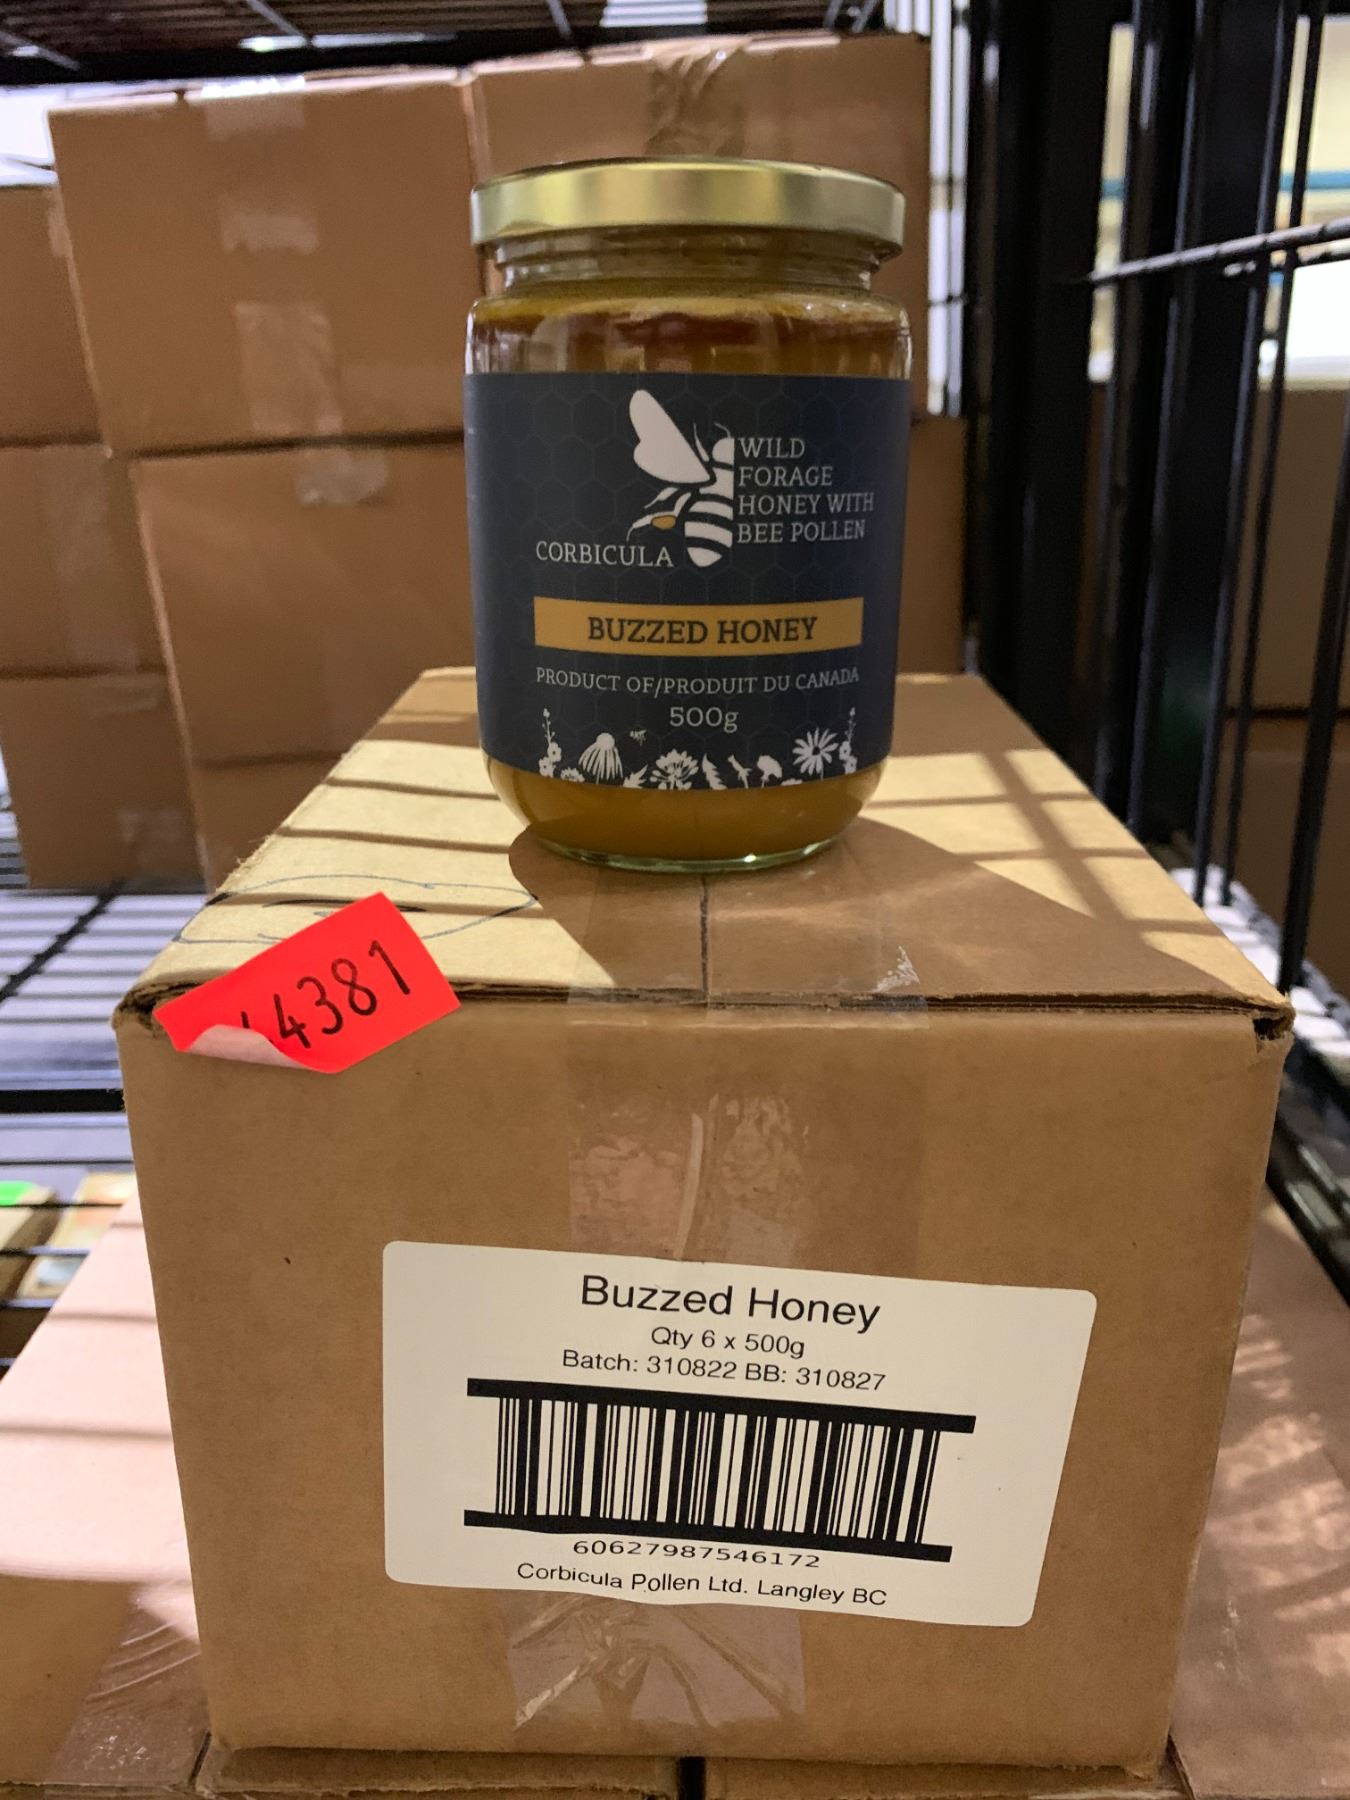 WILD
FORAGE
HONEY WITH
BEE POLLEN
CORBICULA
BUZZED HONEY
PRODUCT OF/PRODUIT DU CANADA
500g
4381
Buzzed Honey
Qty 6 x 500g
Batch: 310822 BB: 310827
60627987546172
Corbicula Pollen Ltd. Langley BC